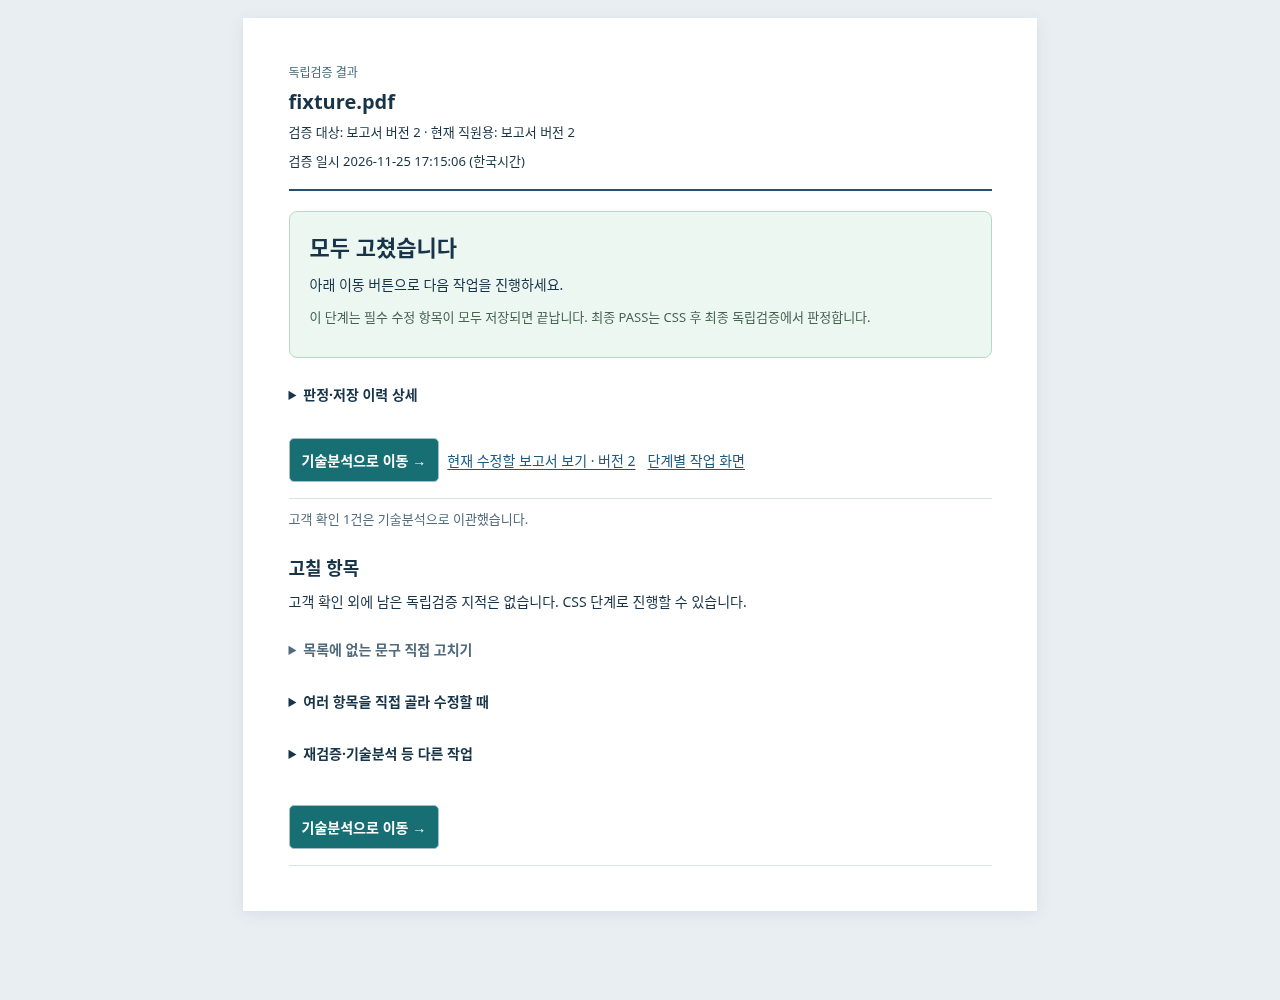 독립검증 결과
fixture.pdf
검증 대상: 보고서 버전 2 · 현재 직원용: 보고서 버전 2
검증 일시 2026-11-25 17:15:06 (한국시간)
모두 고쳤습니다
아래 이동 버튼으로 다음 작업을 진행하세요.
이 단계는 필수 수정 항목이 모두 저장되면 끝납니다. 최종 PASS는 CSS 후 최종 독립검증에서 판정합니다.
▶ 판정·저장 이력 상세
기술분석으로 이동 → 현재 수정할 보고서 보기 · 버전 2 단계별 작업 화면
고객 확인 1건은 기술분석으로 이관했습니다.
고칠 항목
고객 확인 외에 남은 독립검증 지적은 없습니다. CSS 단계로 진행할 수 있습니다.
▶ 목록에 없는 문구 직접 고치기
▶ 여러 항목을 직접 골라 수정할 때
▶ 재검증·기술분석 등 다른 작업
기술분석으로 이동 →